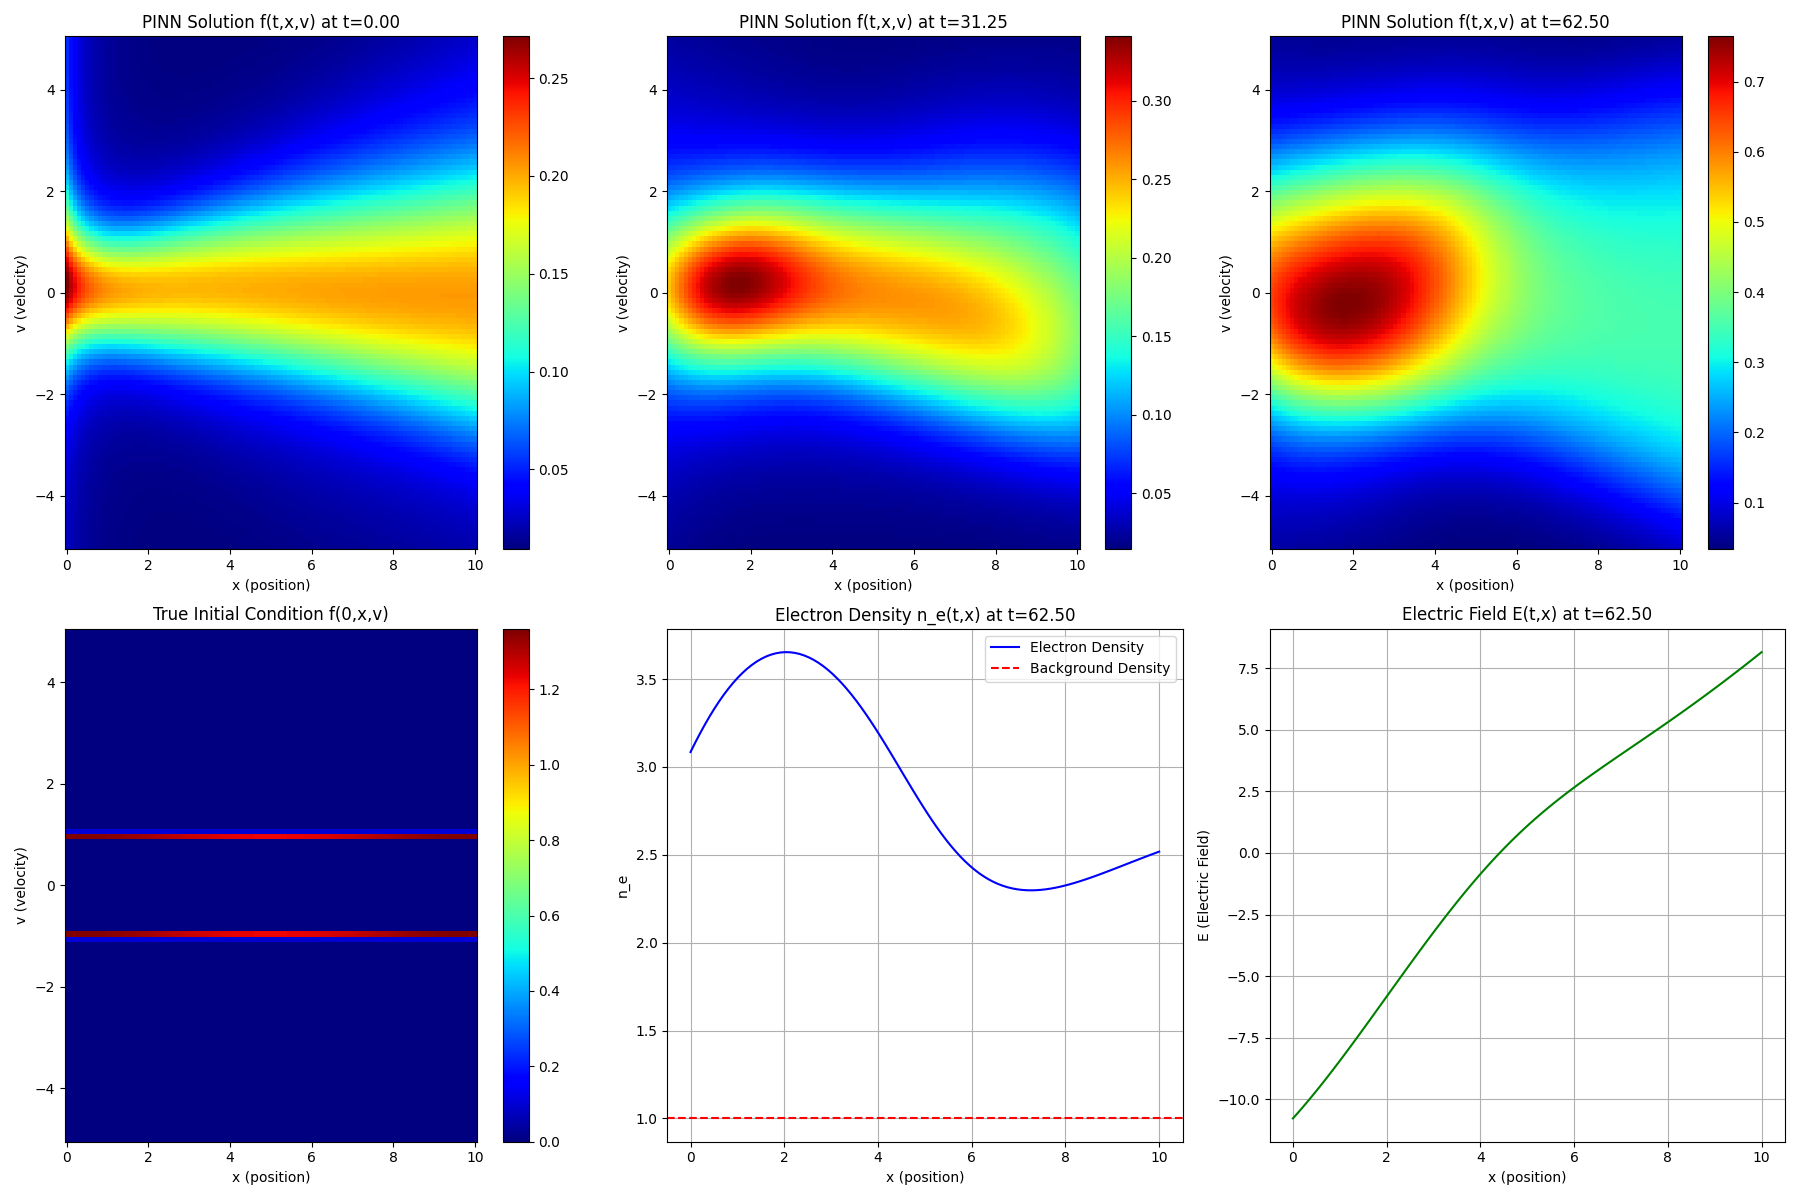 PINN Solution f(t,x,v) at t=0.00
v (velocity)
4
2
0
−2
−4
0 2 4 6 8 10
x (position)
0.25
0.20
0.15
0.10
0.05
PINN Solution f(t,x,v) at t=31.25
v (velocity)
4
2
0
−2
−4
0 2 4 6 8 10
x (position)
0.30
0.25
0.20
0.15
0.10
0.05
PINN Solution f(t,x,v) at t=62.50
v (velocity)
4
2
0
−2
−4
0 2 4 6 8 10
x (position)
0.7
0.6
0.5
0.4
0.3
0.2
0.1
True Initial Condition f(0,x,v)
v (velocity)
4
2
0
−2
−4
0 2 4 6 8 10
x (position)
1.2
1.0
0.8
0.6
0.4
0.2
0.0
Electron Density n_e(t,x) at t=62.50
Electron Density
Background Density
n_e
3.5
3.0
2.5
2.0
1.5
1.0
0 2 4 6 8 10
x (position)
Electric Field E(t,x) at t=62.50
E (Electric Field)
7.5
5.0
2.5
0.0
−2.5
−5.0
−7.5
−10.0
0 2 4 6 8 10
x (position)